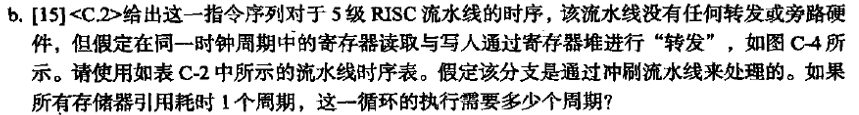 b. [15]<C.2>给出这一指令序列对于5级 RISC 流水线的时序，该流水线没有任何转发或旁路硬
件，但假定在同一时钟周期中的寄存器读取与写入通过寄存器堆进行“转发”，如图 C-4 所
示。请使用如表 C-2 中所示的流水线时序表。假定该分支是通过冲刷流水线来处理的。如果
所有存储器引用耗时 1 个周期，这一循环的执行需要多少个周期？